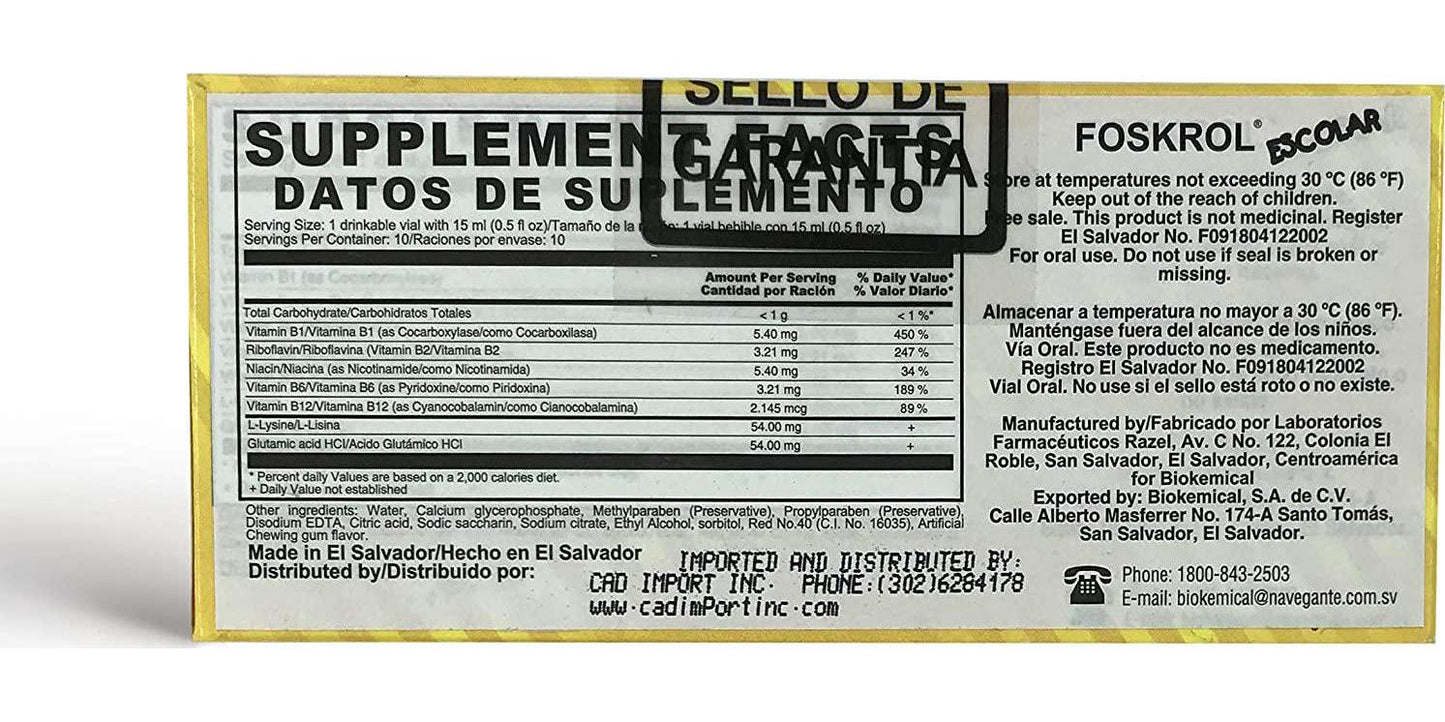 SELLO DE
GARANTIA
SUPPLEMENT FACTS
DATOS DE SUPLEMENTO
Serving Size: 1 drinkable vial with 15 ml (0.5 fl oz)/Tamaño de la 1 vial bebible con 15 ml (0.5 fl oz)
Servings Per Container: 10/Raciones por envase: 10
Amount Per Serving % Daily Value*
Cantidad por Ración % Valor Diario*
Total Carbohydrate/Carbohidratos Totales < 1 g < 1 %*
Vitamin B1/Vitamina B1 (as Cocarboxylase/como Cocarboxilasa) 5.40 mg 450 %
Riboflavin/Riboflavina (Vitamin B2/Vitamina B2 3.21 mg 247 %
Niacin/Niacina (as Nicotinamide/como Nicotinamida) 5.40 mg 34 %
Vitamin B6/Vitamina B6 (as Pyridoxine/como Piridoxina) 3.21 mg 189 %
Vitamin B12/Vitamina B12 (as Cyanocobalamin/como Cianocobalamina) 2.145 mcg 89 %
L-Lysine/L-Lisina 54.00 mg +
Glutamic acid HCl/Acido Glutámico HCl 54.00 mg +
* Percent daily Values are based on a 2,000 calories diet.
+ Daily Value not established
Other ingredients: Water, Calcium glycerophosphate, Methylparaben (Preservative), Propylparaben (Preservative),
Disodium EDTA, Citric acid, Sodic saccharin, Sodium citrate, Ethyl Alcohol, sorbitol, Red No.40 (C.I. No. 16035), Artificial
Chewing gum flavor.
Made in El Salvador/Hecho en El Salvador
Distributed by/Distribuido por:
IMPORTED AND DISTRIBUTED BY:
CAD IMPORT INC. PHONE:(302)6284178
www.cadimportinc.com
FOSKROL® ESCOLAR
Store at temperatures not exceeding 30 ºC (86 ºF)
Keep out of the reach of children.
Free sale. This product is not medicinal. Register
El Salvador No. F091804122002
For oral use. Do not use if seal is broken or
missing.
Almacenar a temperatura no mayor a 30 ºC (86 ºF).
Manténgase fuera del alcance de los niños.
Vía Oral. Este producto no es medicamento.
Registro El Salvador No. F091804122002
Vial Oral. No use si el sello está roto o no existe.
Manufactured by/Fabricado por Laboratorios
Farmacéuticos Razel, Av. C No. 122, Colonia El
Roble, San Salvador, El Salvador, Centroamérica
for Biokemical
Exported by: Biokemical, S.A. de C.V.
Calle Alberto Masferrer No. 174-A Santo Tomás,
San Salvador, El Salvador.
Phone: 1800-843-2503
E-mail: biokemical@navegante.com.sv